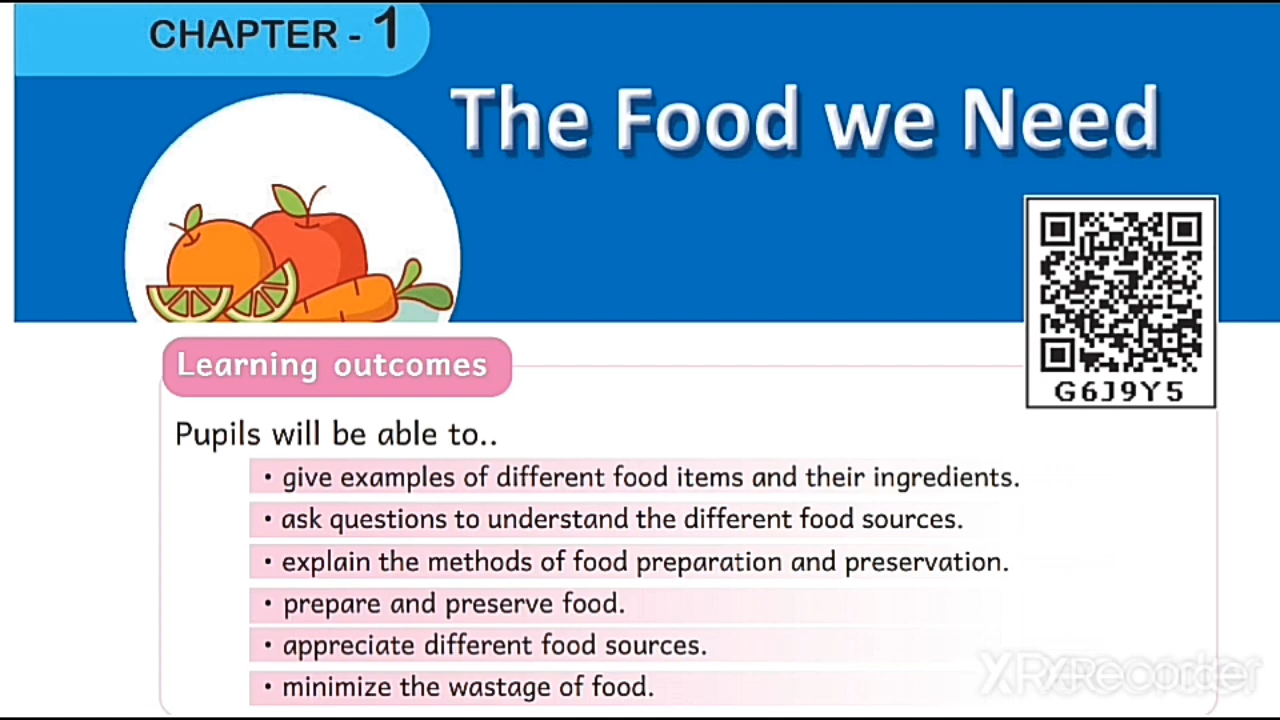 CHAPTER - 1
The Food we Need
G6J9Y5
Learning outcomes
Pupils will be able to..
• give examples of different food items and their ingredients.
• ask questions to understand the different food sources.
• explain the methods of food preparation and preservation.
• prepare and preserve food.
• appreciate different food sources.
• minimize the wastage of food.